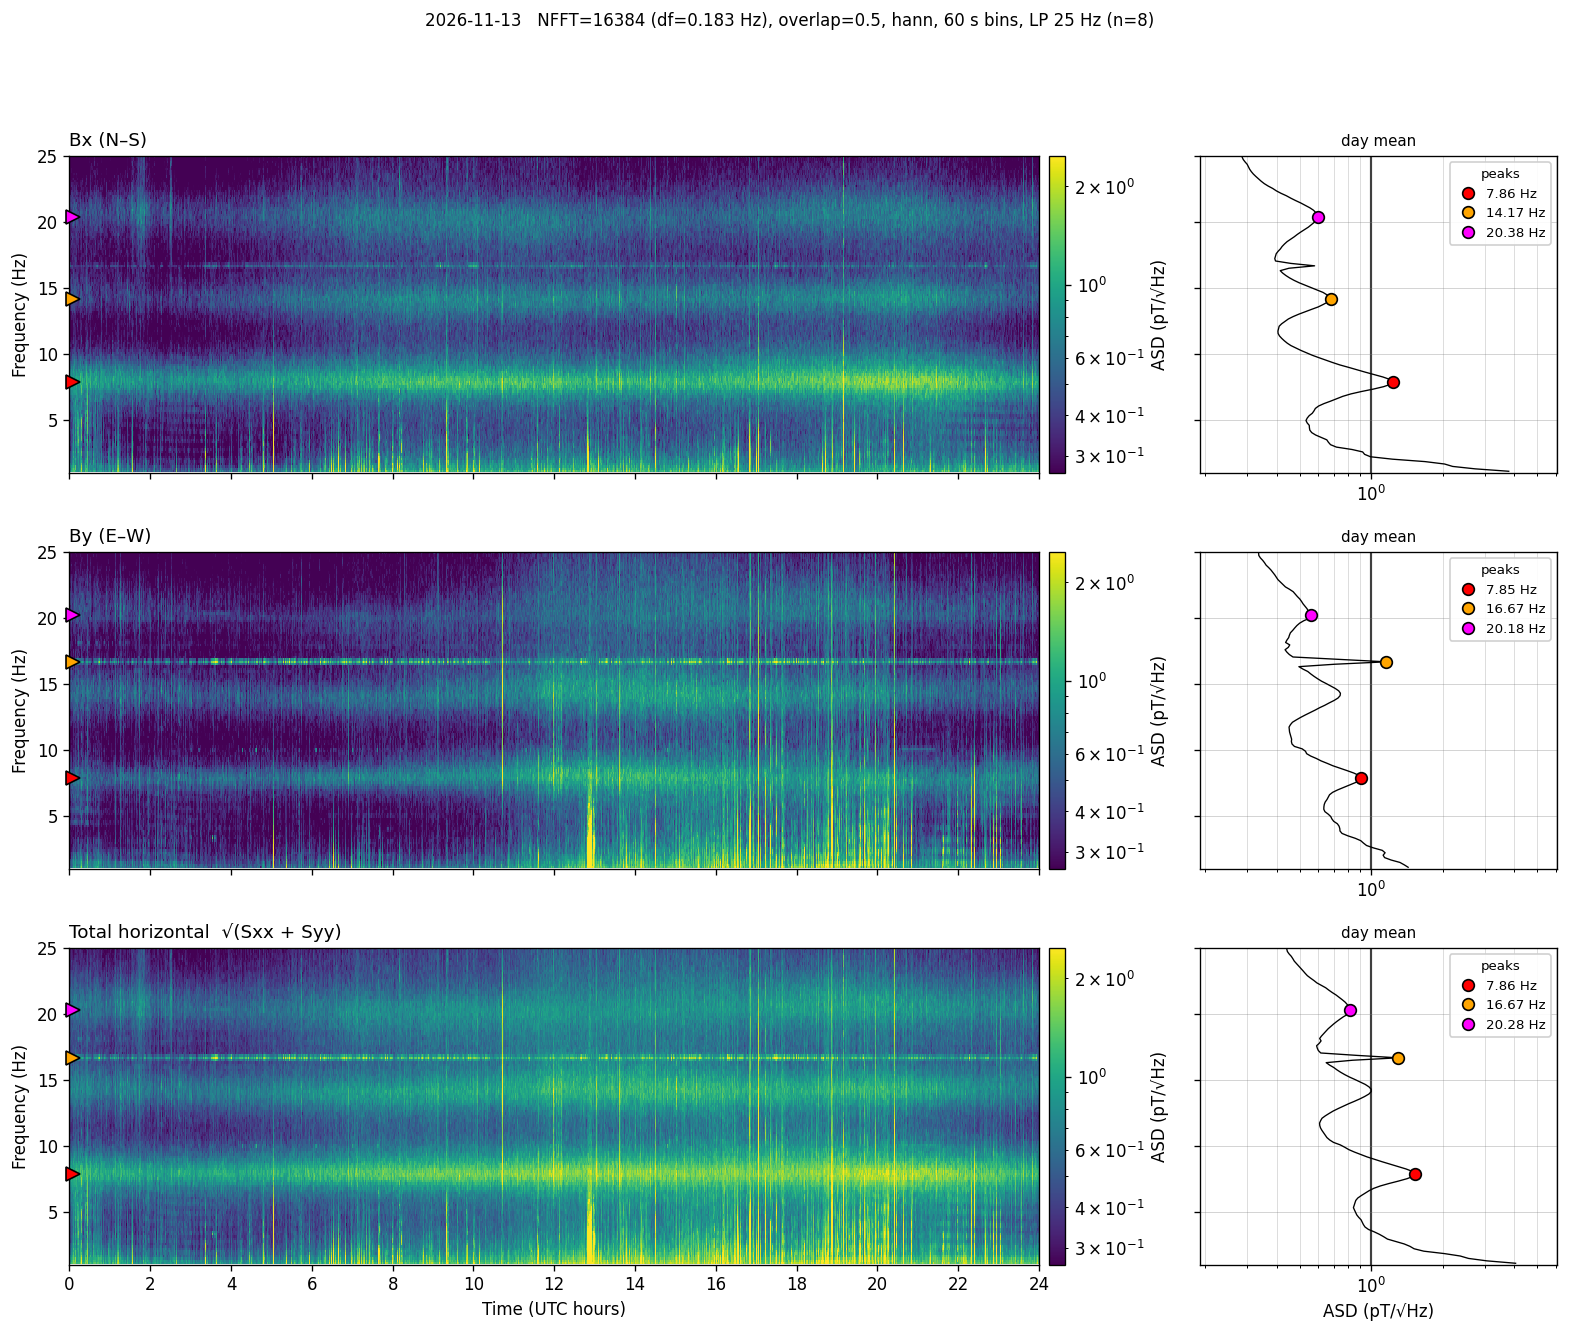 2026-11-13   NFFT=16384 (df=0.183 Hz), overlap=0.5, hann, 60 s bins, LP 25 Hz (n=8)
Bx (N–S)
day mean
Frequency (Hz)
25
20
15
10
5
2×10⁰
10⁰
6×10⁻¹
4×10⁻¹
3×10⁻¹
ASD (pT/√Hz)
peaks
7.86 Hz
14.17 Hz
20.38 Hz
10⁰
By (E–W)
day mean
Frequency (Hz)
25
20
15
10
5
2×10⁰
10⁰
6×10⁻¹
4×10⁻¹
3×10⁻¹
ASD (pT/√Hz)
peaks
7.85 Hz
16.67 Hz
20.18 Hz
10⁰
Total horizontal  √(Sxx + Syy)
day mean
Frequency (Hz)
25
20
15
10
5
2×10⁰
10⁰
6×10⁻¹
4×10⁻¹
3×10⁻¹
ASD (pT/√Hz)
peaks
7.86 Hz
16.67 Hz
20.28 Hz
0 2 4 6 8 10 12 14 16 18 20 22 24
10⁰
Time (UTC hours)
ASD (pT/√Hz)